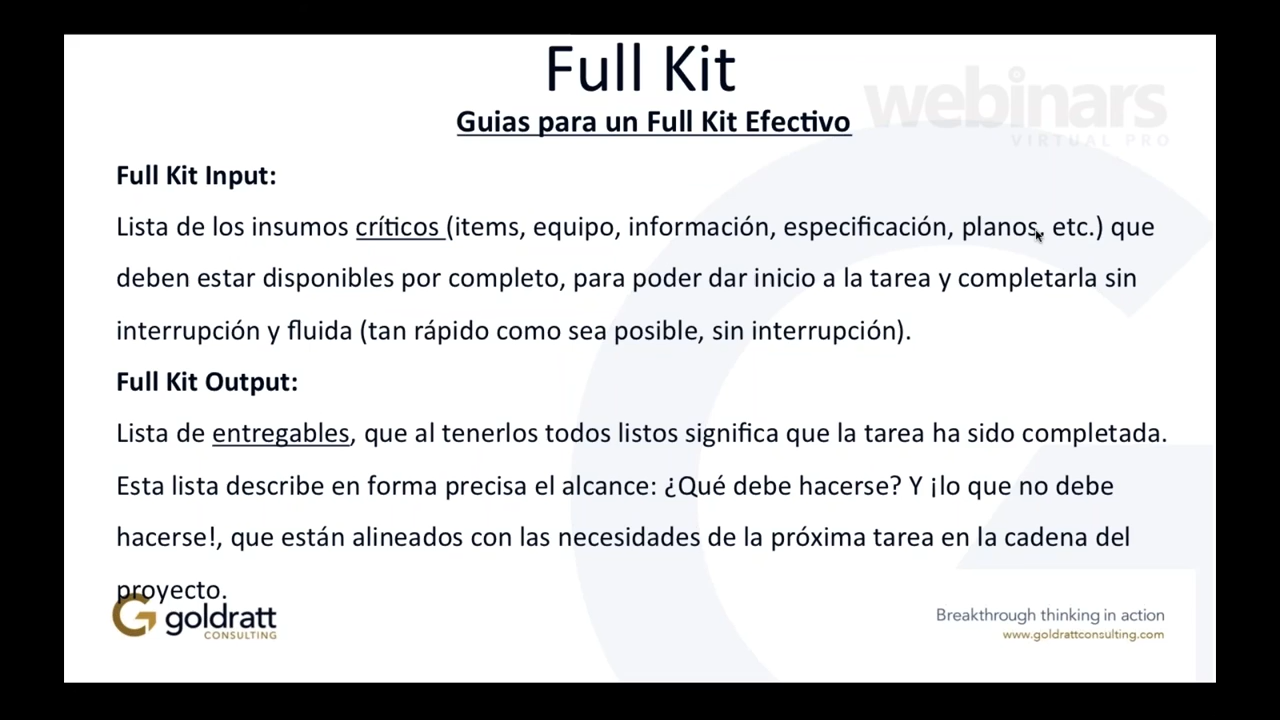 Full Kit
webinars
VIRTUAL PRO
Guias para un Full Kit Efectivo
Full Kit Input:
Lista de los insumos críticos (items, equipo, información, especificación, planos, etc.) que
deben estar disponibles por completo, para poder dar inicio a la tarea y completarla sin
interrupción y fluida (tan rápido como sea posible, sin interrupción).
Full Kit Output:
Lista de entregables, que al tenerlos todos listos significa que la tarea ha sido completada.
Esta lista describe en forma precisa el alcance: ¿Qué debe hacerse? Y ¡lo que no debe
hacerse!, que están alineados con las necesidades de la próxima tarea en la cadena del
proyecto.
goldratt
CONSULTING
Breakthrough thinking in action
www.goldrattconsulting.com